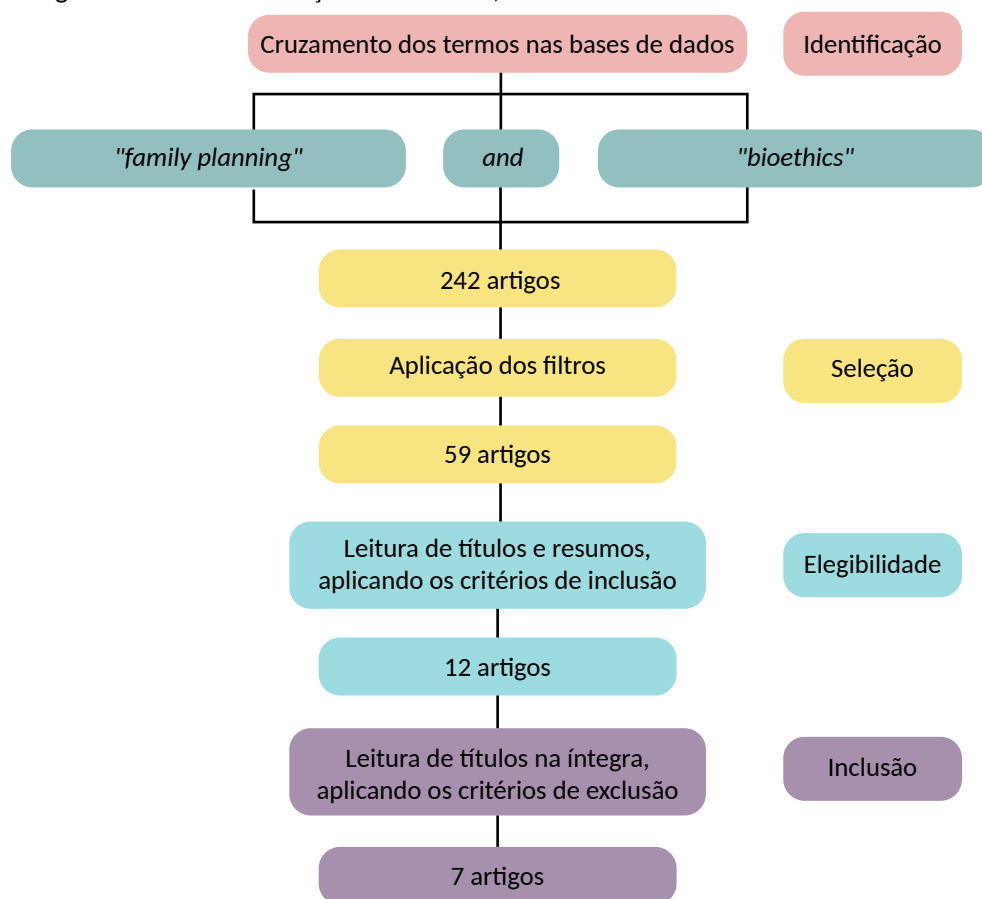 Cruzamento dos termos nas bases de dados
Identificação
"family planning"
and
"bioethics"
242 artigos
Aplicação dos filtros
Seleção
59 artigos
Leitura de títulos e resumos,
aplicando os critérios de inclusão
Elegibilidade
12 artigos
Leitura de títulos na íntegra,
aplicando os critérios de exclusão
Inclusão
7 artigos